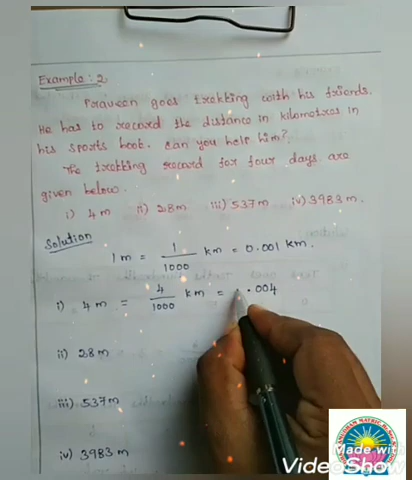 Example: 2
Praveen goes trekking with his friends.
He has to record the distance in kilometres in
his sports book. Can you help him?
The trekking record for four days are
given below.
i) 4 m ii) 28 m iii) 537 m iv) 3983 m.
Solution
1 m = 1/1000 km = 0.001 km.
i) 4 m = 4/1000 km = .004
ii) 28 m
iii) 537 m
iv) 3983 m
Made with
VideoShow